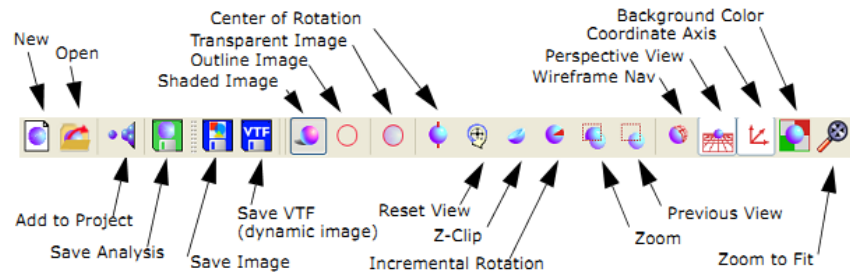 Center of Rotation
Background Color
New
Transparent Image
Coordinate Axis
Open
Outline Image
Perspective View
Shaded Image
Wireframe Nav
VTF
Add to Project
Save VTF
(dynamic image)
Reset View
Previous View
Save Analysis
Z-Clip
Zoom
Save Image
Incremental Rotation
Zoom to Fit